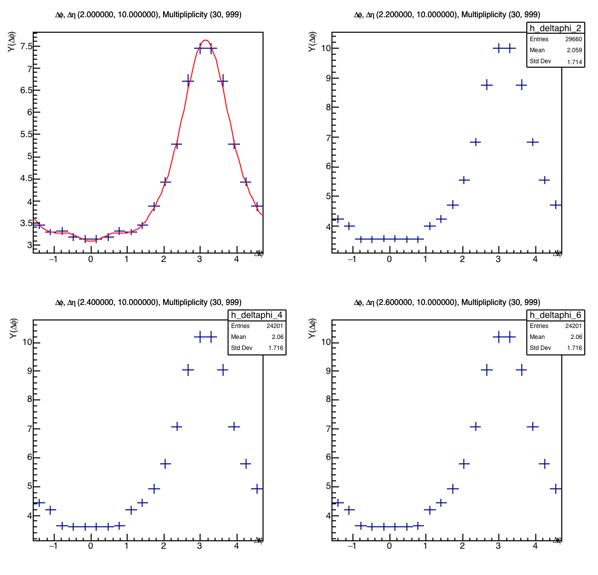 Δφ, Δη (2.000000, 10.000000), Multipliplicity (30, 999)
Y(Δφ)
7.5
7
6.5
6
5.5
5
4.5
4
3.5
3
−1
0
1
2
3
4
Δφ
Δφ, Δη (2.200000, 10.000000), Multipliplicity (30, 999)
h_deltaphi_2
Entries 29660
Mean 2.059
Std Dev 1.714
Y(Δφ)
10
9
8
7
6
5
4
−1
0
1
2
3
4
Δφ
Δφ, Δη (2.400000, 10.000000), Multipliplicity (30, 999)
h_deltaphi_4
Entries 24201
Mean 2.06
Std Dev 1.716
Y(Δφ)
10
9
8
7
6
5
4
−1
0
1
2
3
4
Δφ
Δφ, Δη (2.600000, 10.000000), Multipliplicity (30, 999)
h_deltaphi_6
Entries 24201
Mean 2.06
Std Dev 1.716
Y(Δφ)
10
9
8
7
6
5
4
−1
0
1
2
3
4
Δφ